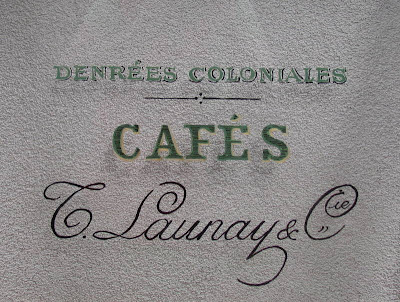 DENRÉES COLONIALES
CAFÉS
T. Launay & Cie